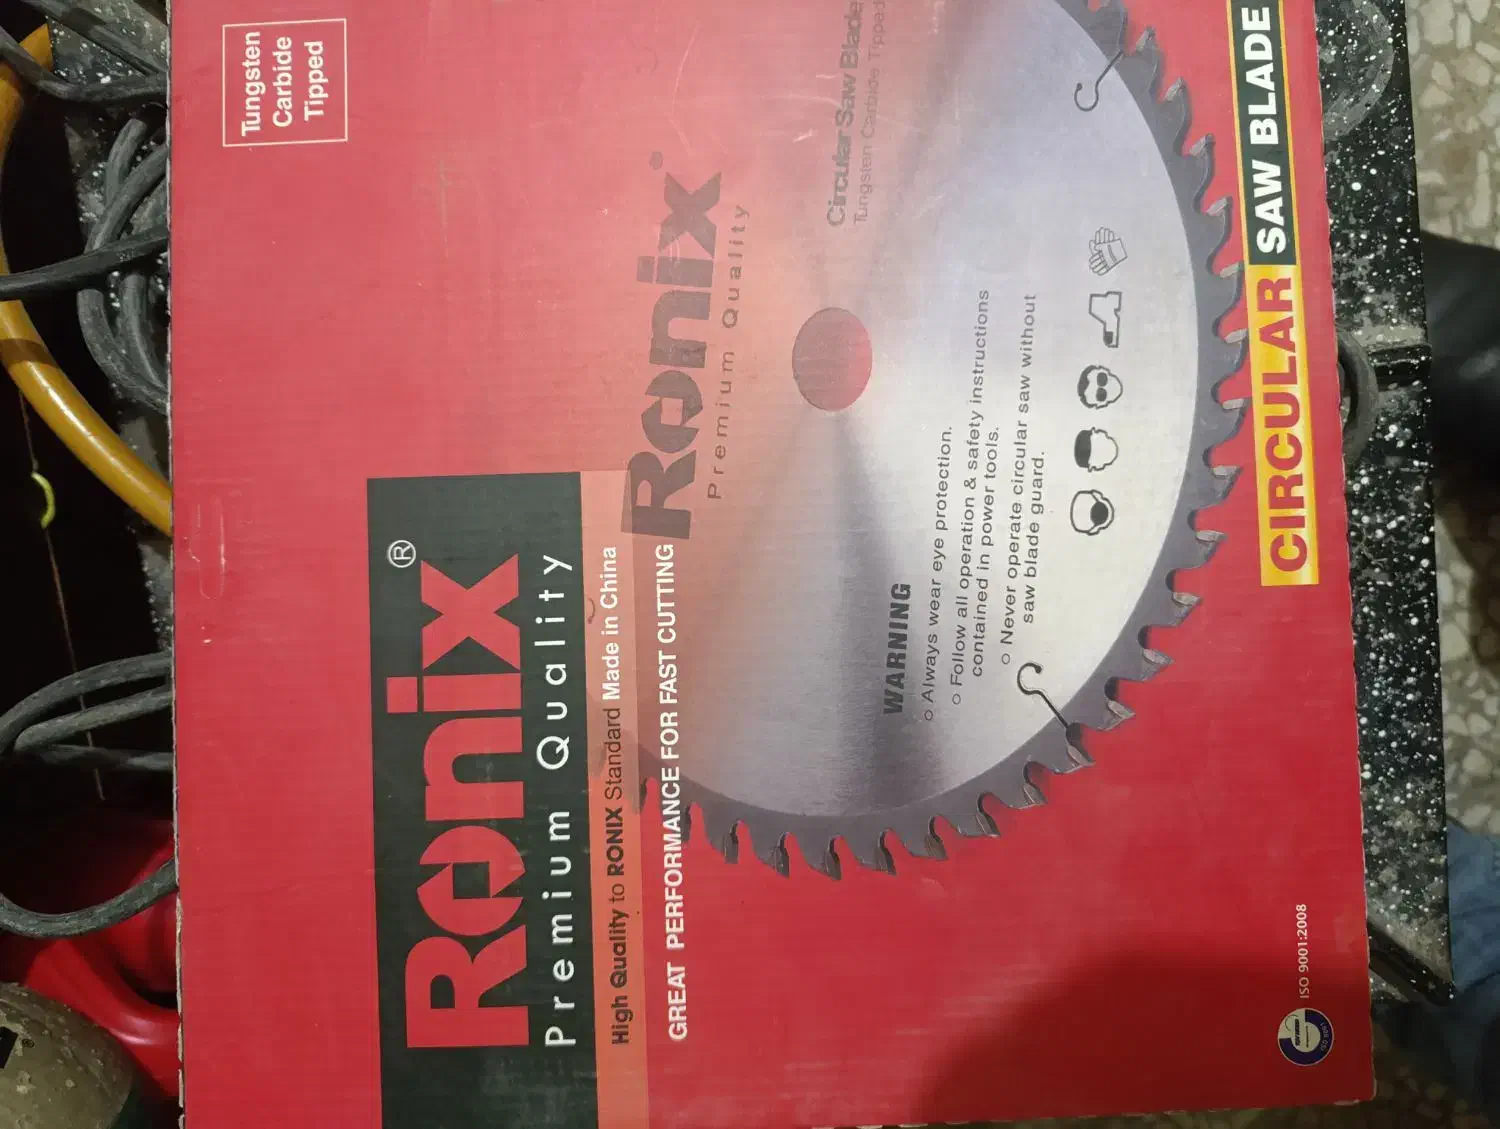 Tungsten
Carbide
Tipped
Ronix®
Premium Quality
High Quality to RONIX Standard Made in China
GREAT PERFORMANCE FOR FAST CUTTING
Ronix®
Premium Quality
Circular Saw Blade
Tungsten Carbide Tipped
WARNING
○ Always wear eye protection.
○ Follow all operation & safety instructions
contained in power tools.
○ Never operate circular saw without
saw blade guard.
CIRCULAR SAW BLADE
ISO 9001:2008